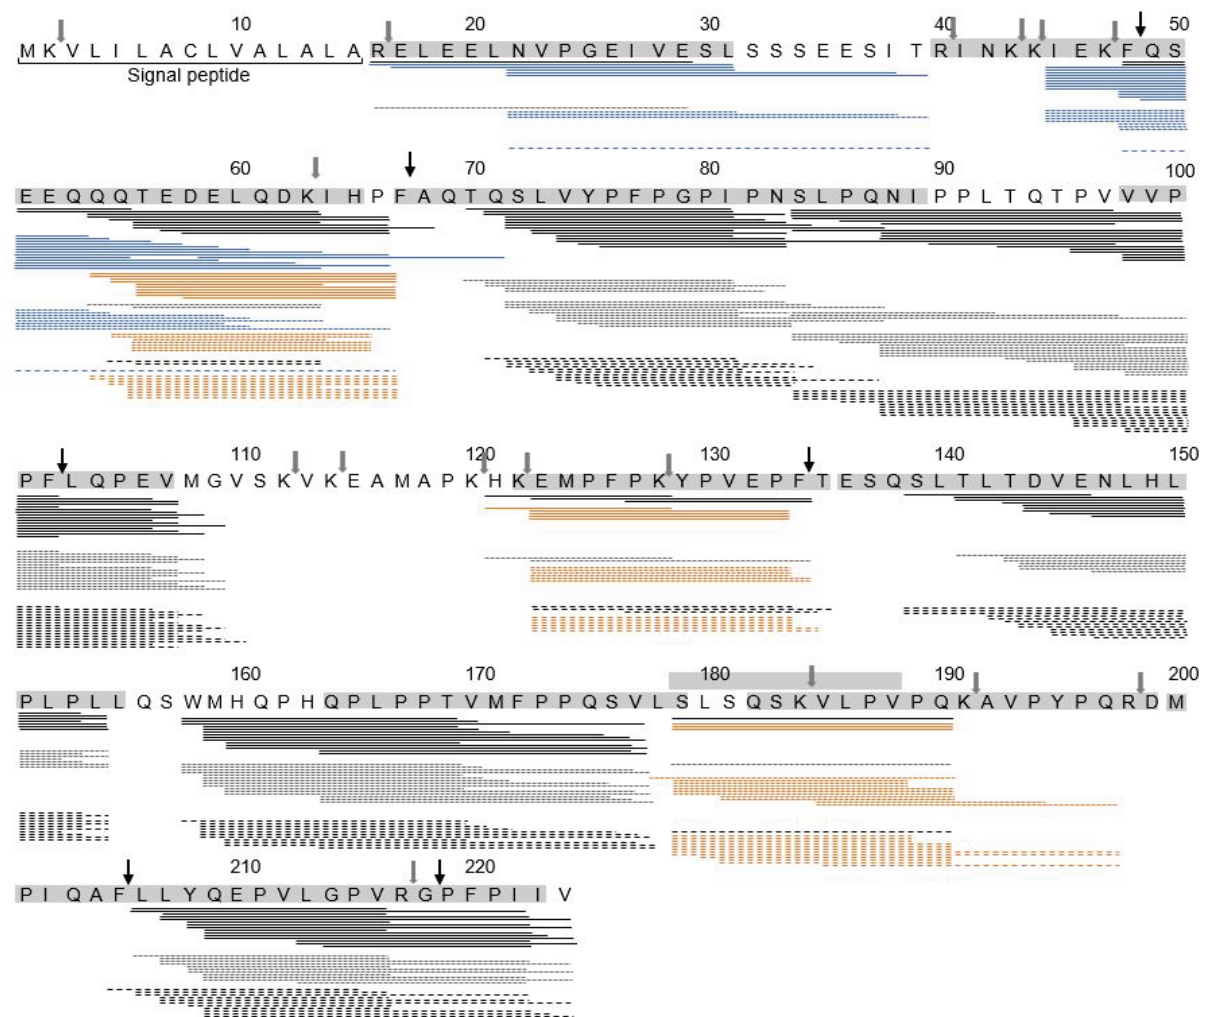 10 20 30 40 50
M K V L I L A C L V A L A L A R E L E E L N V P G E I V E S L S S S E E S I T R I N K K I E K F Q S
Signal peptide
60 70 80 90 100
E E Q Q Q T E D E L Q D K I H P F A Q T Q S L V Y P F P G P I P N S L P Q N I P P L T Q T P V V V P
110 120 130 140 150
P F L Q P E V M G V S K V K E A M A P K H K E M P F P K Y P V E P F T E S Q S L T L T D V E N L H L
160 170 180 190 200
P L P L L Q S W M H Q P H Q P L P P T V M F P P Q S V L S L S Q S K V L P V P Q K A V P Y P Q R D M
210 220
P I Q A F L L Y Q E P V L G P V R G P F P I I V